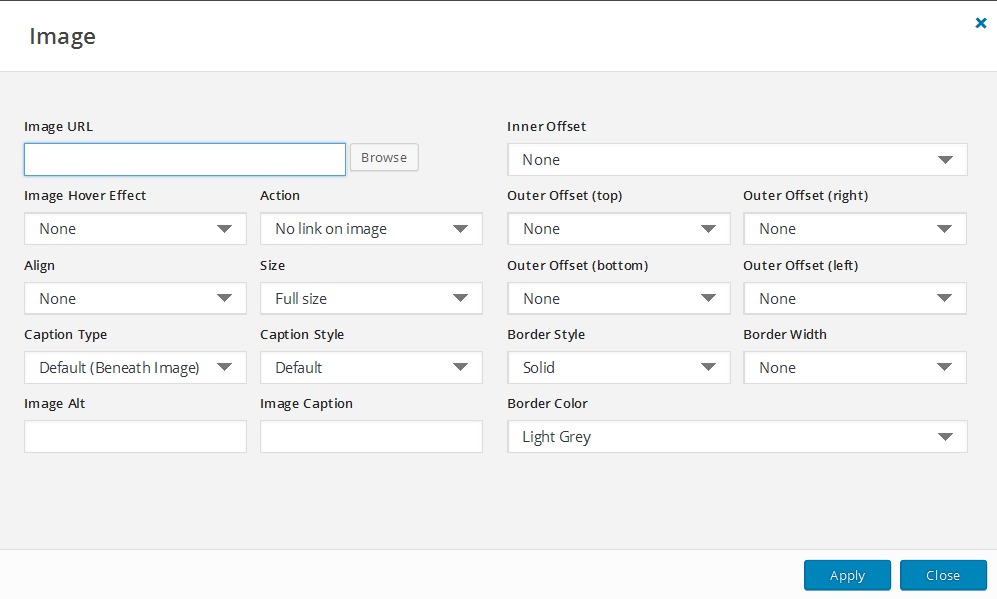 Image
Image URL
Browse
Image Hover Effect
Action
None
No link on image
Align
Size
None
Full size
Caption Type
Caption Style
Default (Beneath Image)
Default
Image Alt
Image Caption
Inner Offset
None
Outer Offset (top)
Outer Offset (right)
None
None
Outer Offset (bottom)
Outer Offset (left)
None
None
Border Style
Border Width
Solid
None
Border Color
Light Grey
Apply
Close